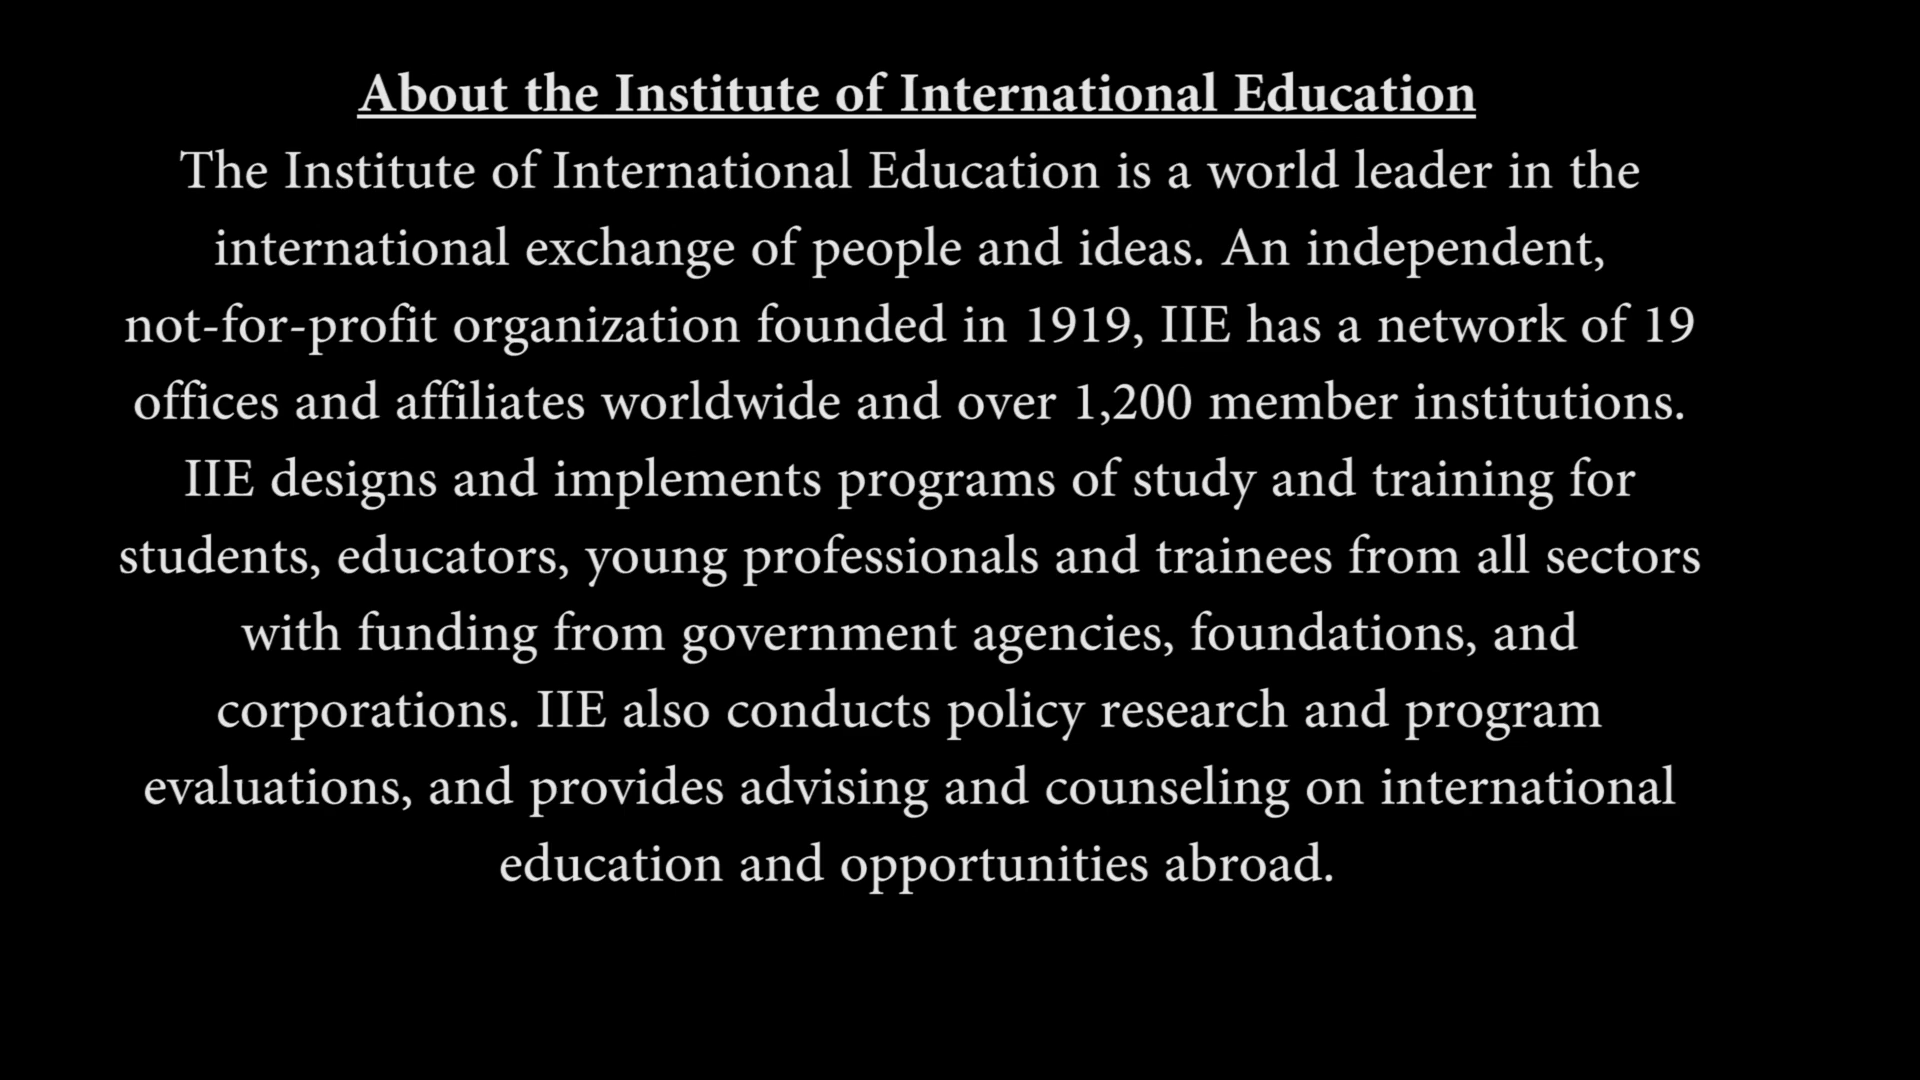 About the Institute of International Education
The Institute of International Education is a world leader in the
international exchange of people and ideas. An independent,
not-for-profit organization founded in 1919, IIE has a network of 19
offices and affiliates worldwide and over 1,200 member institutions.
IIE designs and implements programs of study and training for
students, educators, young professionals and trainees from all sectors
with funding from government agencies, foundations, and
corporations. IIE also conducts policy research and program
evaluations, and provides advising and counseling on international
education and opportunities abroad.